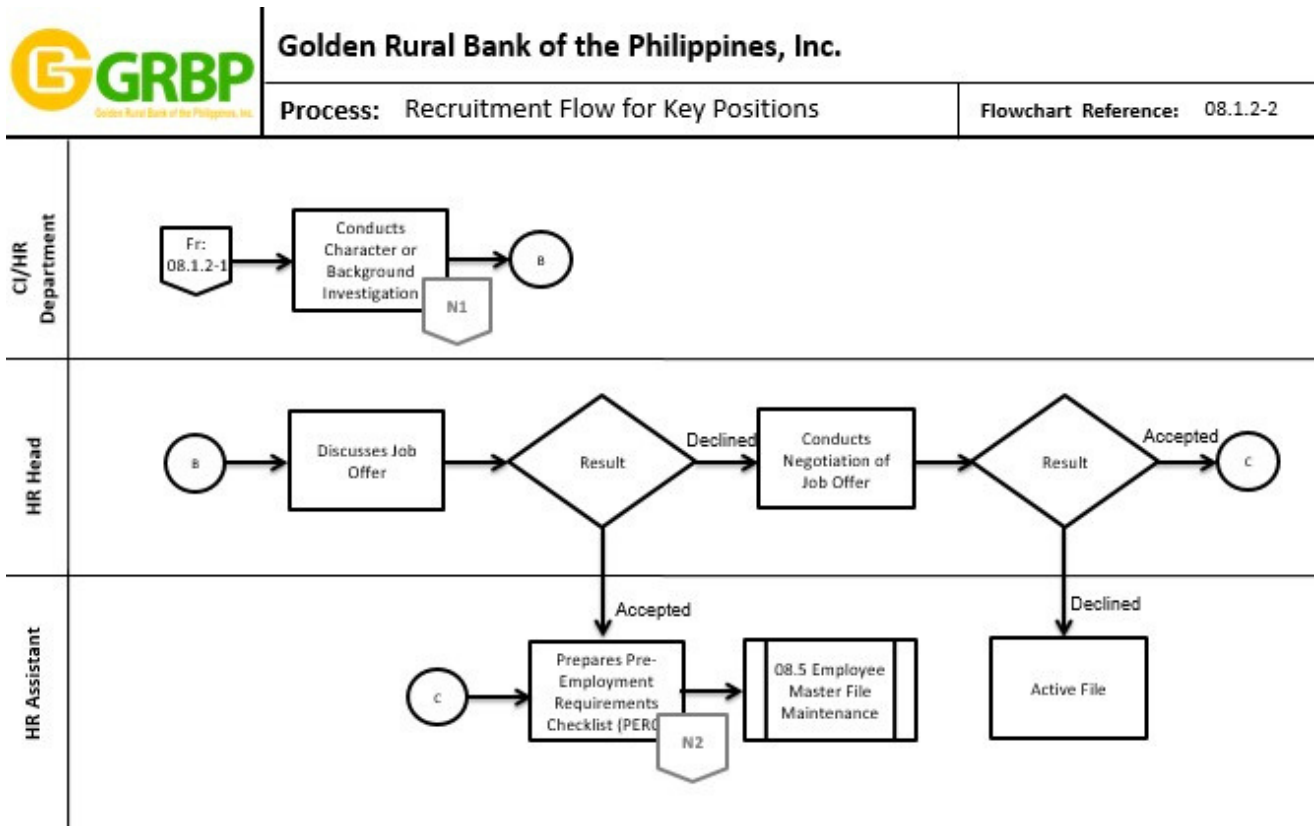 GRBP
Golden Rural Bank of the Philippines, Inc.
Golden Rural Bank of the Philippines, Inc.
Process: Recruitment Flow for Key Positions
Flowchart Reference: 08.1.2-2
CI/HR
Department
Fr:
08.1.2-1
Conducts
Character or
Background
Investigation
N1
B
HR Head
B
Discusses Job
Offer
Result
Declined
Conducts
Negotiation of
Job Offer
Result
Accepted
C
HR Assistant
Accepted
Declined
C
Prepares Pre-
Employment
Requirements
Checklist (PERC
N2
08.5 Employee
Master File
Maintenance
Active File